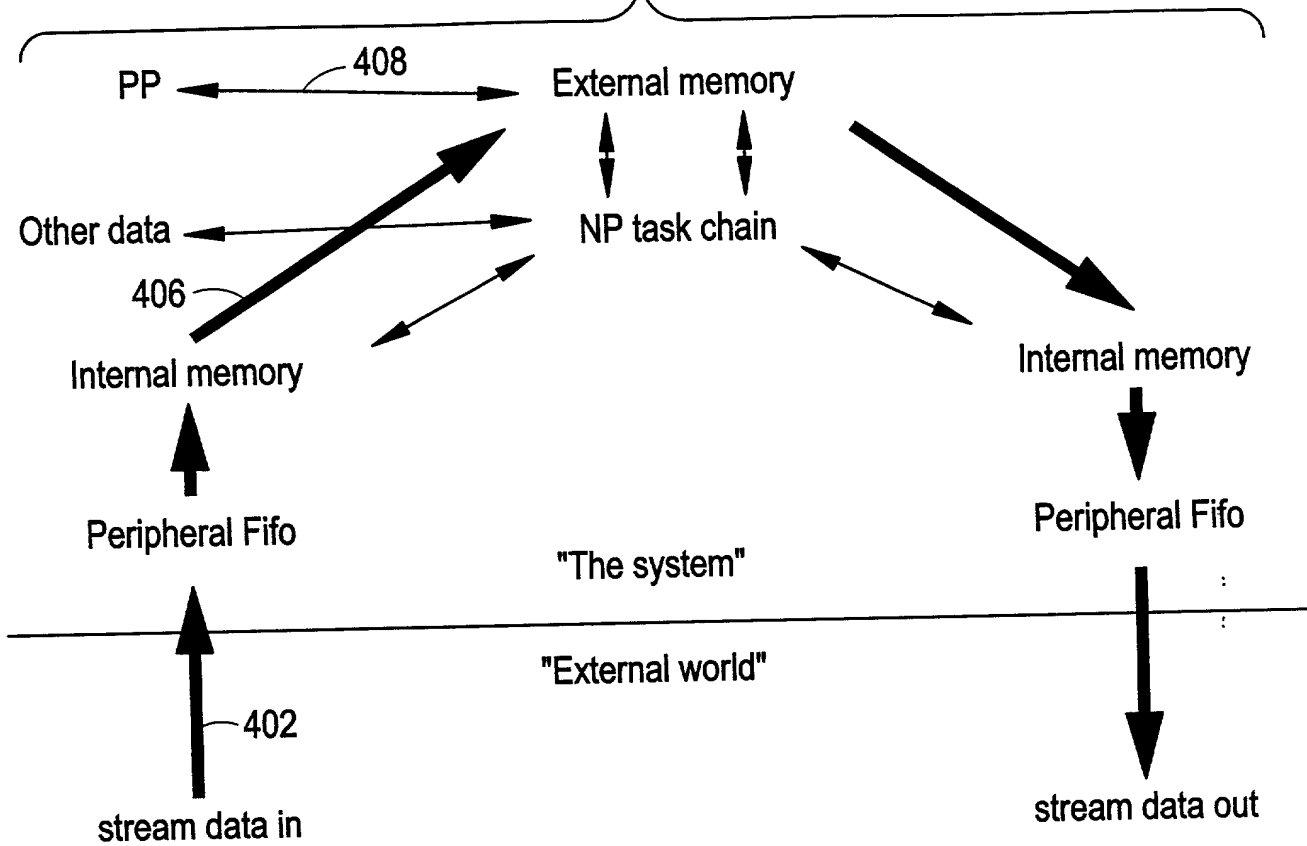 408
PP
External memory
Other data
NP task chain
406
Internal memory
Internal memory
Peripheral Fifo
Peripheral Fifo
"The system"
"External world"
402
stream data in
stream data out